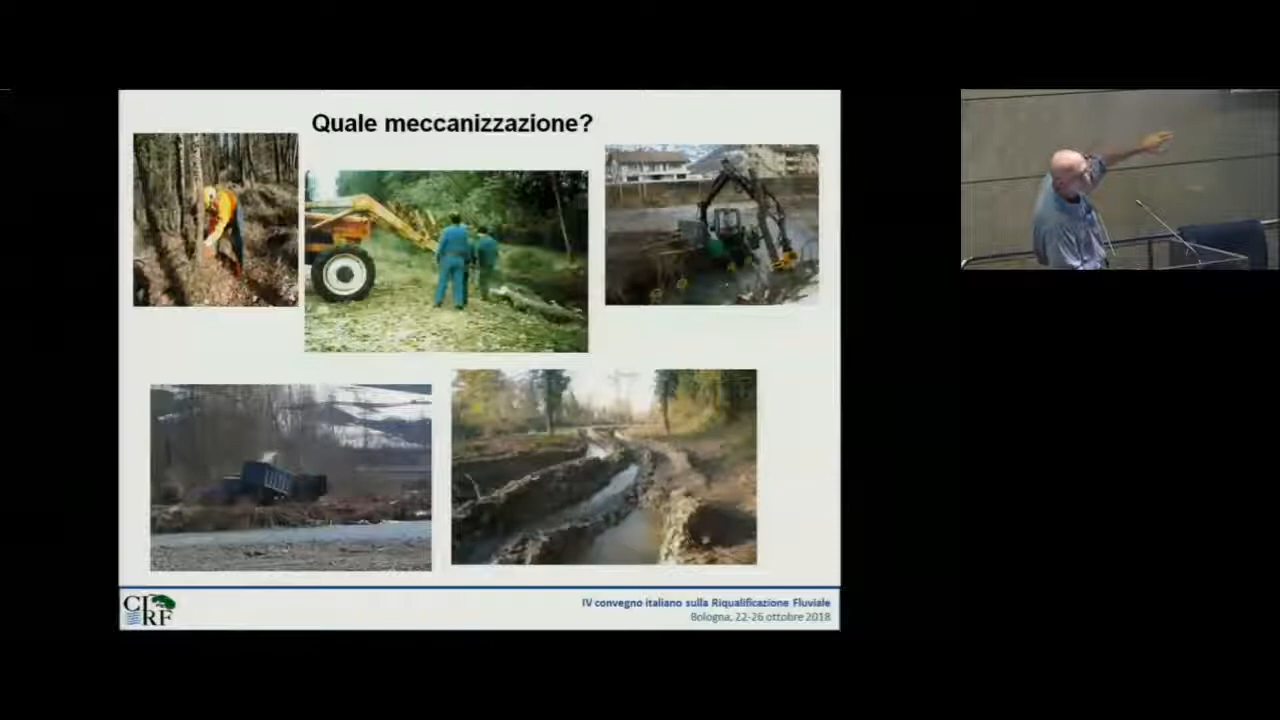 Quale meccanizzazione?
CIRF
IV convegno italiano sulla Riqualificazione Fluviale
Bologna, 22-26 ottobre 2018